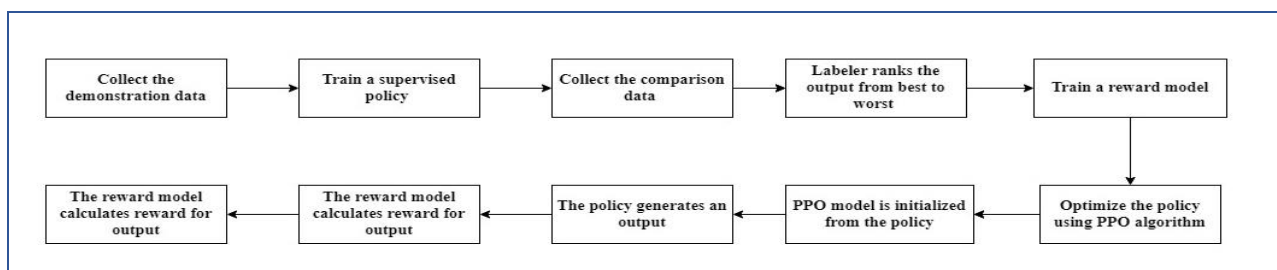 Collect the
demonstration data
Train a supervised
policy
Collect the comparison
data
Labeler ranks the
output from best to
worst
Train a reward model
Optimize the policy
using PPO algorithm
PPO model is initialized
from the policy
The policy generates an
output
The reward model
calculates reward for
output
The reward model
calculates reward for
output